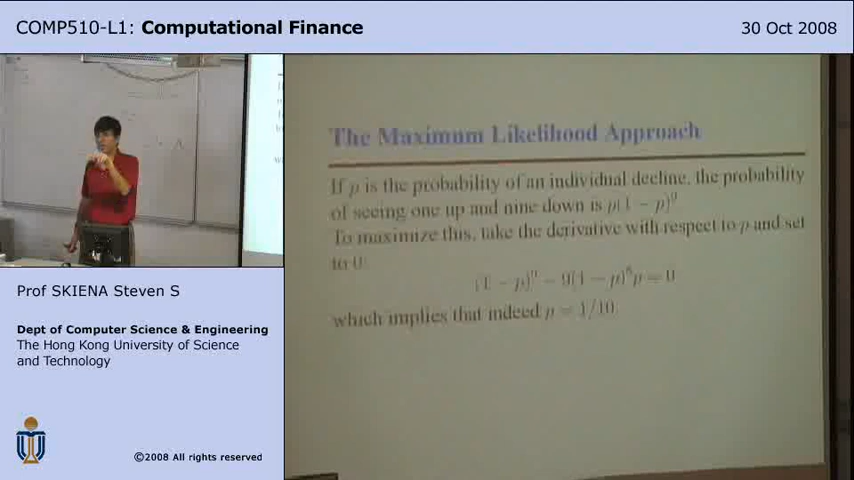 COMP510-L1: Computational Finance
30 Oct 2008
The Maximum Likelihood Approach
If p is the probability of an individual decline, the probability
of seeing one up and nine down is p(1 − p)^9
To maximize this, take the derivative with respect to p and set
to 0:
(1 − p)^9 − 9(1 − p)^8 p = 0
which implies that indeed p = 1/10.
Prof SKIENA Steven S
Dept of Computer Science & Engineering
The Hong Kong University of Science
and Technology
©2008 All rights reserved